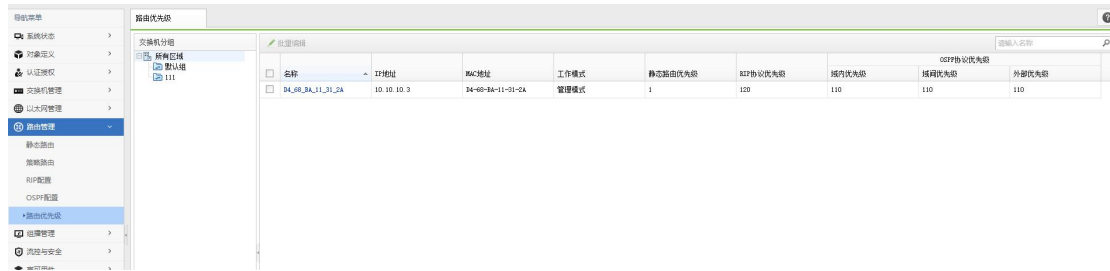 导航菜单
系统状态
对象定义
认证授权
交换机管理
以太网管理
路由管理
静态路由
策略路由
RIP配置
OSPF配置
路由优先级
组播管理
流控与安全
高可用性
路由优先级
交换机分组
所有区域
默认组
111
批量编辑
请输入名称
OSPF协议优先级
名称 IP地址 MAC地址 工作模式 静态路由优先级 RIP协议优先级 域内优先级 域间优先级 外部优先级
D4_68_BA_11_31_2A 10.10.10.3 D4-68-BA-11-31-2A 管理模式 1 120 110 110 110